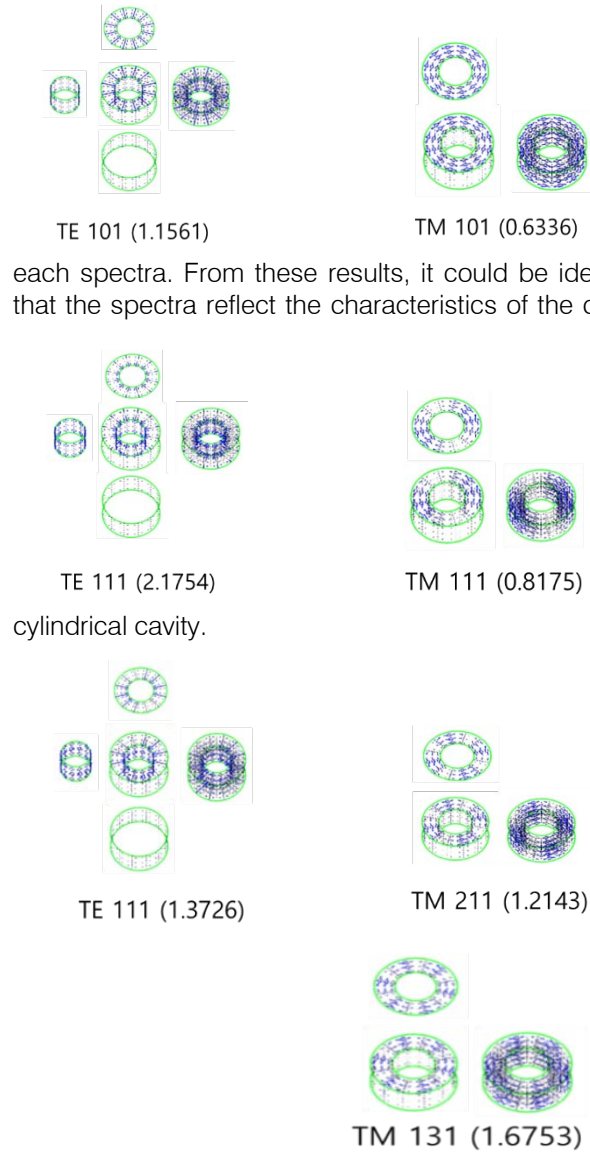 TE 101 (1.1561)
TM 101 (0.6336)
each spectra. From these results, it could be ide
that the spectra reflect the characteristics of the c
TE 111 (2.1754)
TM 111 (0.8175)
cylindrical cavity.
TE 111 (1.3726)
TM 211 (1.2143)
TM 131 (1.6753)